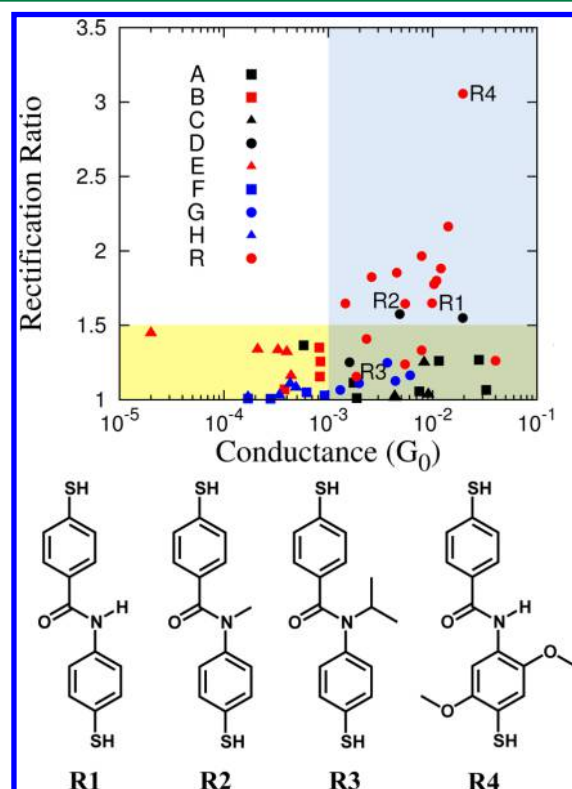 3.5
3
2.5
2
1.5
1
Rectification Ratio
A
B
C
D
E
F
G
H
R
R4
R2
R1
R3
10-5
10-4
10-3
10-2
10-1
Conductance (G0)
SH
SH
SH
SH
O
N
H
O
N
O
N
O
N
H
O
O
SH
SH
SH
SH
R1
R2
R3
R4